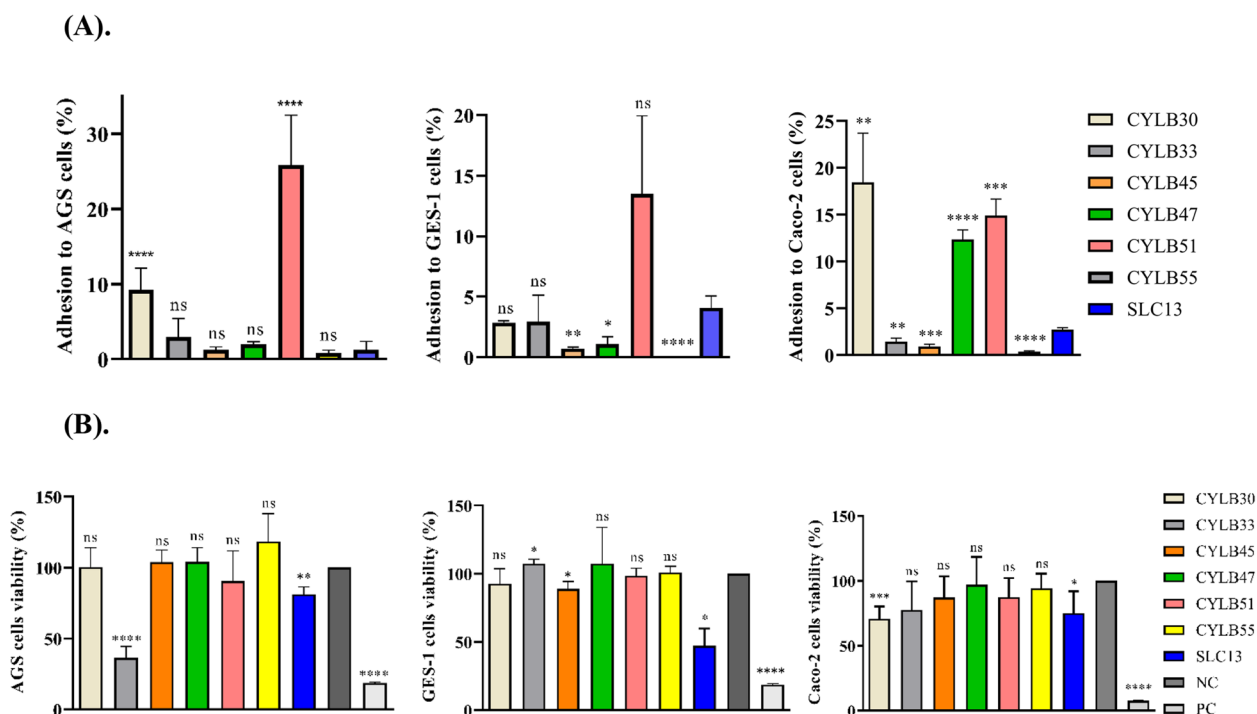 (A).
Adhesion to AGS cells (%)
30
20
10
0
****
ns
ns
ns
****
ns
Adhesion to GES-1 cells (%)
20
15
10
5
0
ns
ns
**
*
ns
****
Adhesion to Caco-2 cells (%)
25
20
15
10
5
0
**
**
***
****
***
****
CYLB30
CYLB33
CYLB45
CYLB47
CYLB51
CYLB55
SLC13
(B).
AGS cells viability (%)
150
100
50
0
ns
****
ns
ns
ns
ns
**
****
GES-1 cells viability (%)
150
100
50
0
ns
*
*
ns
ns
ns
*
****
Caco-2 cells viability (%)
150
100
50
0
***
ns
ns
ns
ns
ns
*
****
CYLB30
CYLB33
CYLB45
CYLB47
CYLB51
CYLB55
SLC13
NC
PC